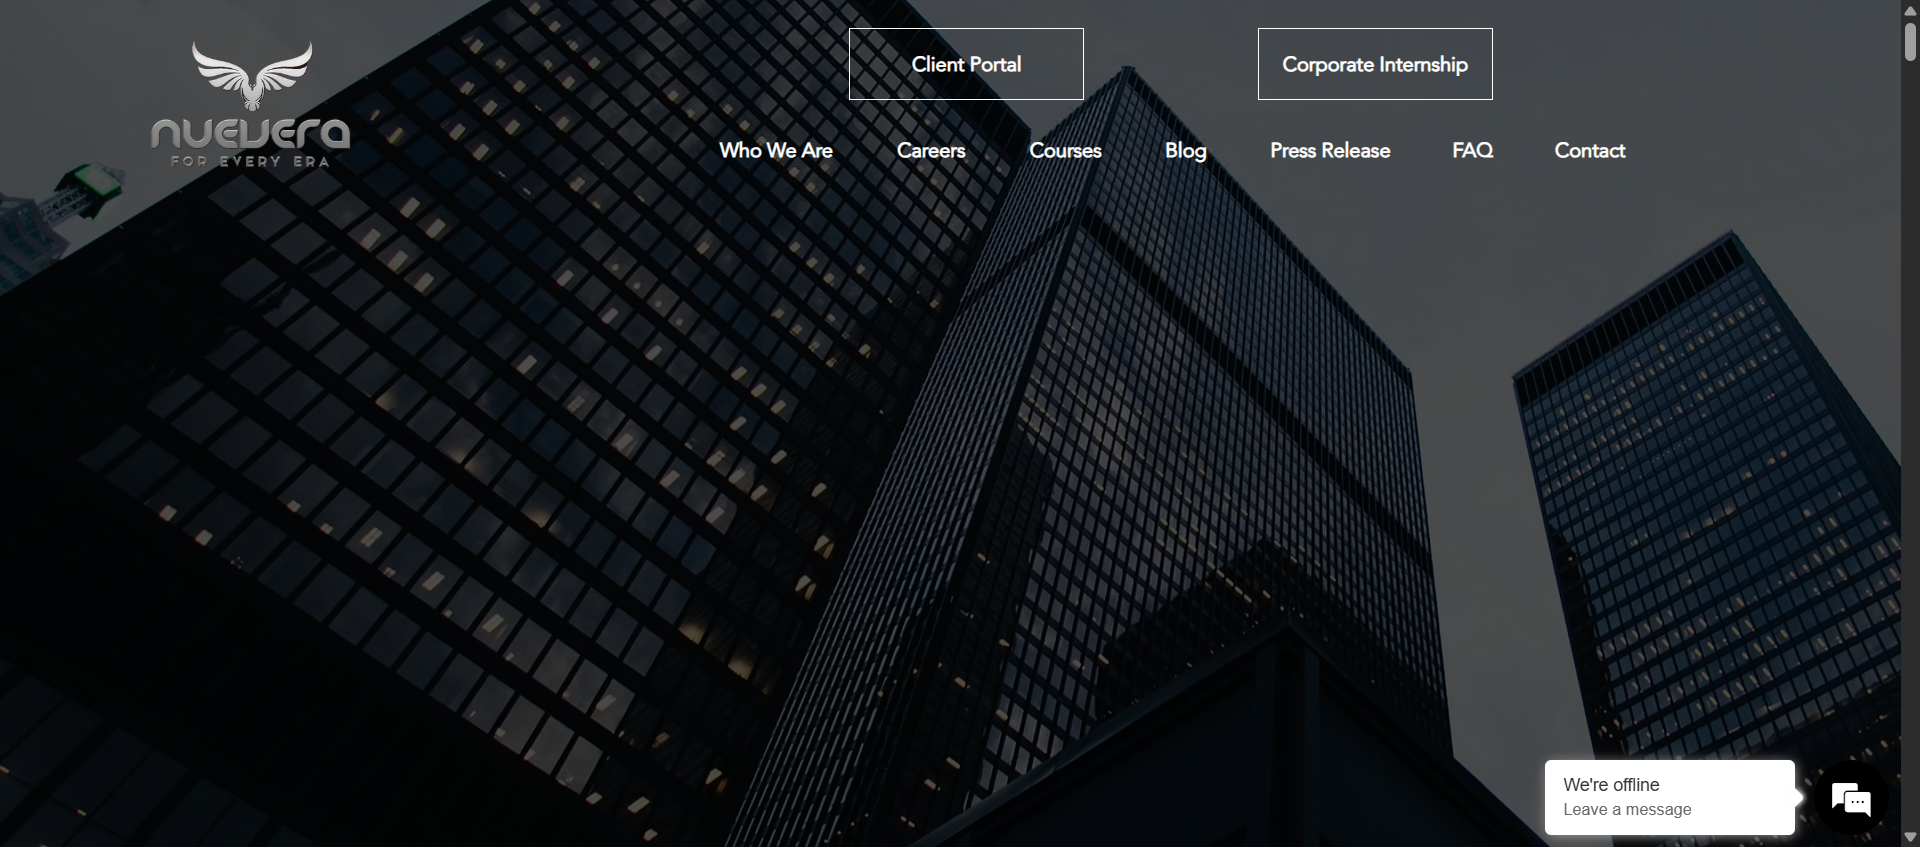 Client Portal
Corporate Internship
nuevera
FOR EVERY ERA
Who We Are
Careers
Courses
Blog
Press Release
FAQ
Contact
We're offline
Leave a message